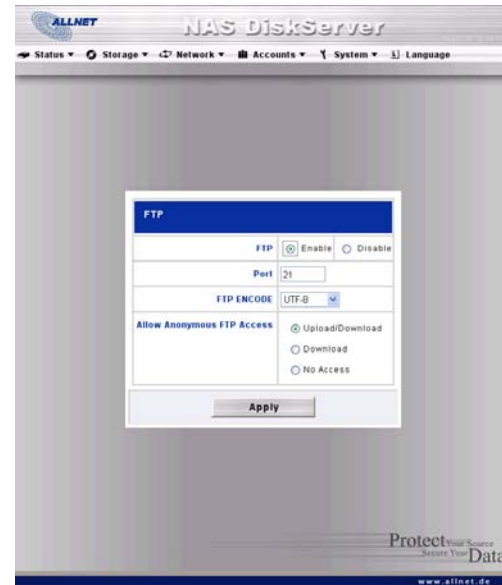 ALLNET
NAS DiskServer
Status Storage Network Accounts System Language
FTP
FTP Enable Disable
Port 21
FTP ENCODE UTF-8
Allow Anonymous FTP Access Upload/Download
Download
No Access
Apply
Protect Your Source
Secure Your Data
www.allnet.de